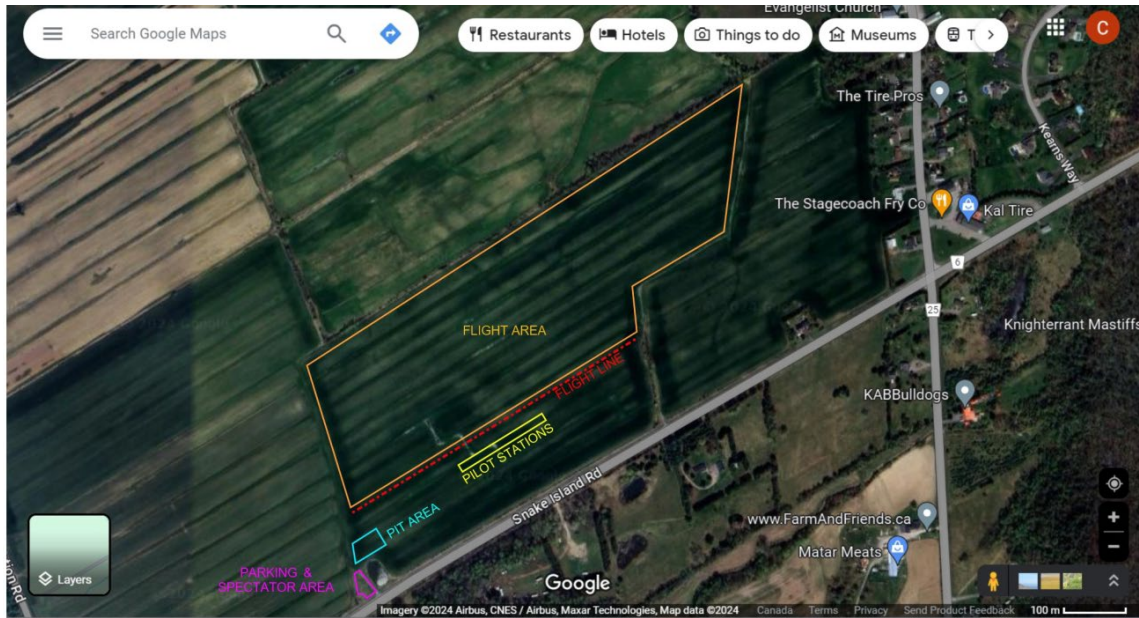 Search Google Maps
Restaurants
Hotels
Things to do
Museums
T
C
Evangelist Church
The Tire Pros
Kearns Way
The Stagecoach Fry Co
Kal Tire
6
25
Knighterrant Mastiffs
FLIGHT AREA
FLIGHT LINE
KABBulldogs
PILOT STATIONS
Snake Island Rd
PIT AREA
www.FarmAndFriends.ca
Matar Meats
PARKING &
SPECTATOR AREA
Layers
Google
Imagery ©2024 Airbus, CNES / Airbus, Maxar Technologies, Map data ©2024 Canada Terms Privacy Send Product Feedback 100 m